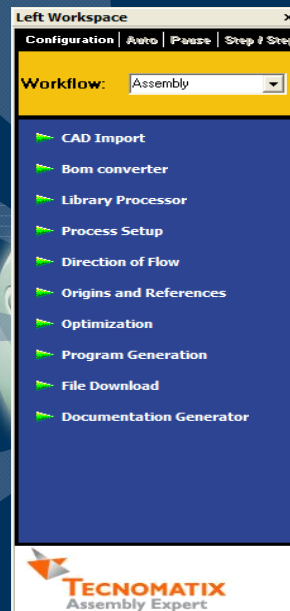 Left Workspace ×
Configuration | Auto | Pause | Step / Step
Workflow: Assembly
CAD Import
Bom converter
Library Processor
Process Setup
Direction of Flow
Origins and References
Optimization
Program Generation
File Download
Documentation Generator
TECNOMATIX
Assembly Expert